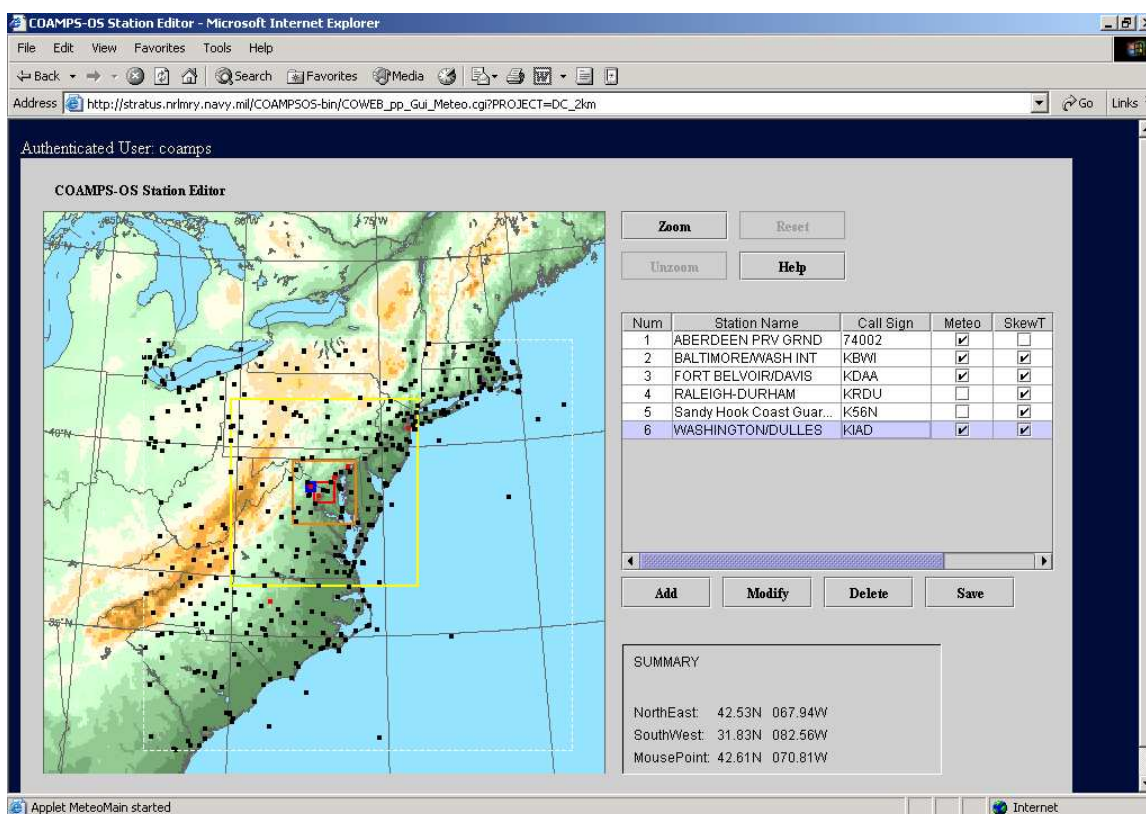 COAMPS-OS Station Editor - Microsoft Internet Explorer
File Edit View Favorites Tools Help
Back Search Favorites Media
Address http://stratus.nrlmry.navy.mil/COAMPSOS-bin/COWEB_pp_Gui_Meteo.cgi?PROJECT=DC_2km Go Links
Authenticated User: coamps
COAMPS-OS Station Editor
75°W
40°N
35°N
Zoom Reset
Unzoom Help
Num Station Name Call Sign Meteo SkewT
1 ABERDEEN PRV GRND 74002
2 BALTIMORE/WASH INT KBWI
3 FORT BELVOIR/DAVIS KDAA
4 RALEIGH-DURHAM KRDU
5 Sandy Hook Coast Guar... K56N
6 WASHINGTON/DULLES KIAD
Add Modify Delete Save
SUMMARY
NorthEast: 42.53N 067.94W
SouthWest: 31.83N 082.56W
MousePoint: 42.61N 070.81W
Applet MeteoMain started Internet